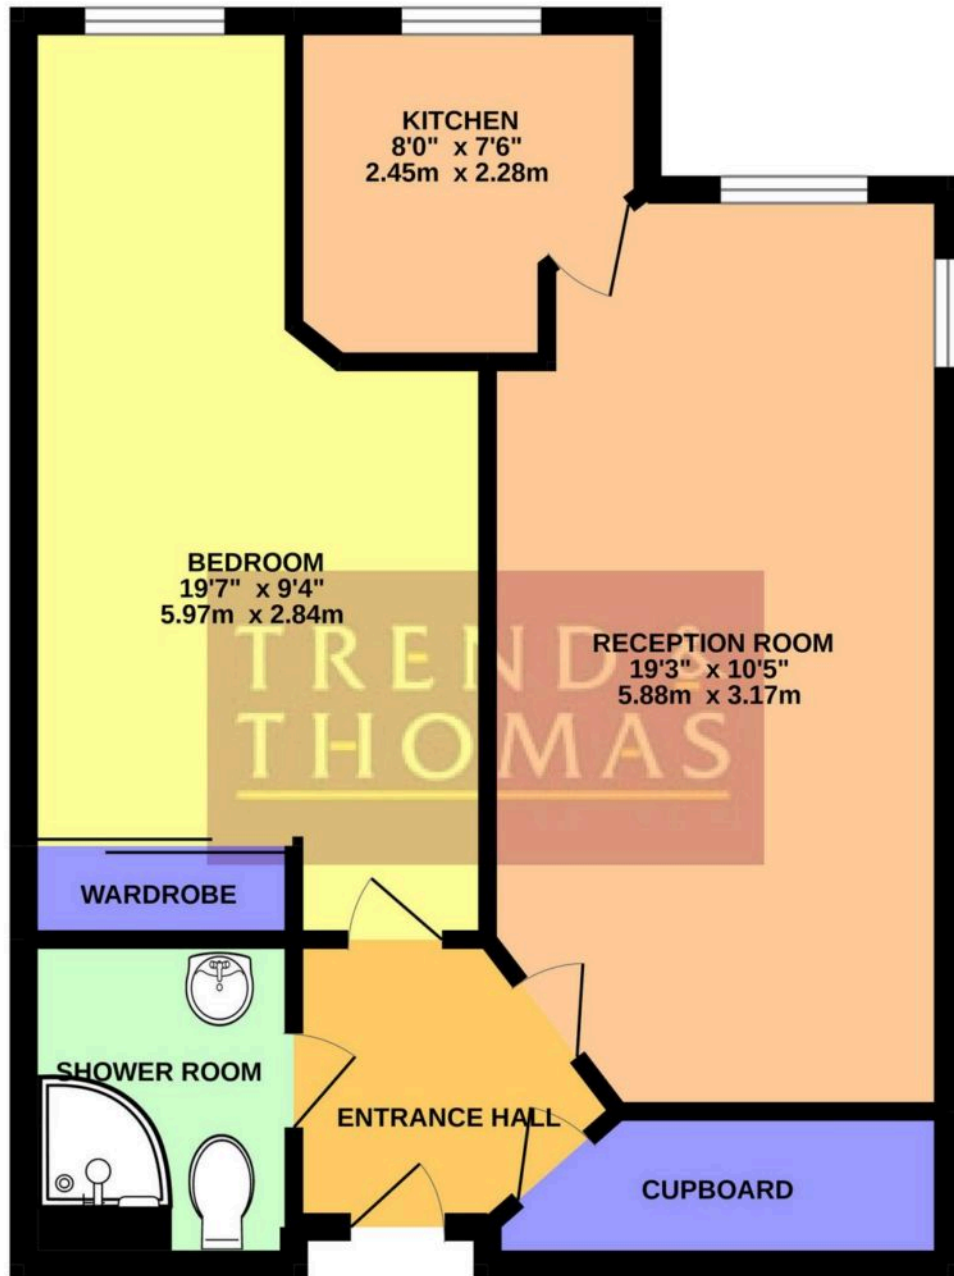 KITCHEN
8'0" x 7'6"
2.45m x 2.28m
BEDROOM
19'7" x 9'4"
5.97m x 2.84m
TREND &
THOMAS
RECEPTION ROOM
19'3" x 10'5"
5.88m x 3.17m
WARDROBE
SHOWER ROOM
ENTRANCE HALL
CUPBOARD